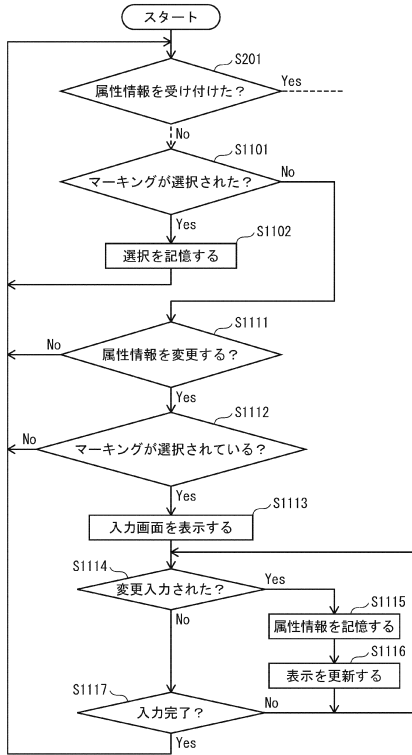 スタート
S201
属性情報を受け付けた?
Yes
No
S1101
マーキングが選択された?
No
Yes
S1102
選択を記憶する
S1111
属性情報を変更する?
No
Yes
S1112
マーキングが選択されている?
No
Yes
S1113
入力画面を表示する
S1114
変更入力された?
Yes
No
S1115
属性情報を記憶する
S1116
表示を更新する
S1117
入力完了?
No
Yes